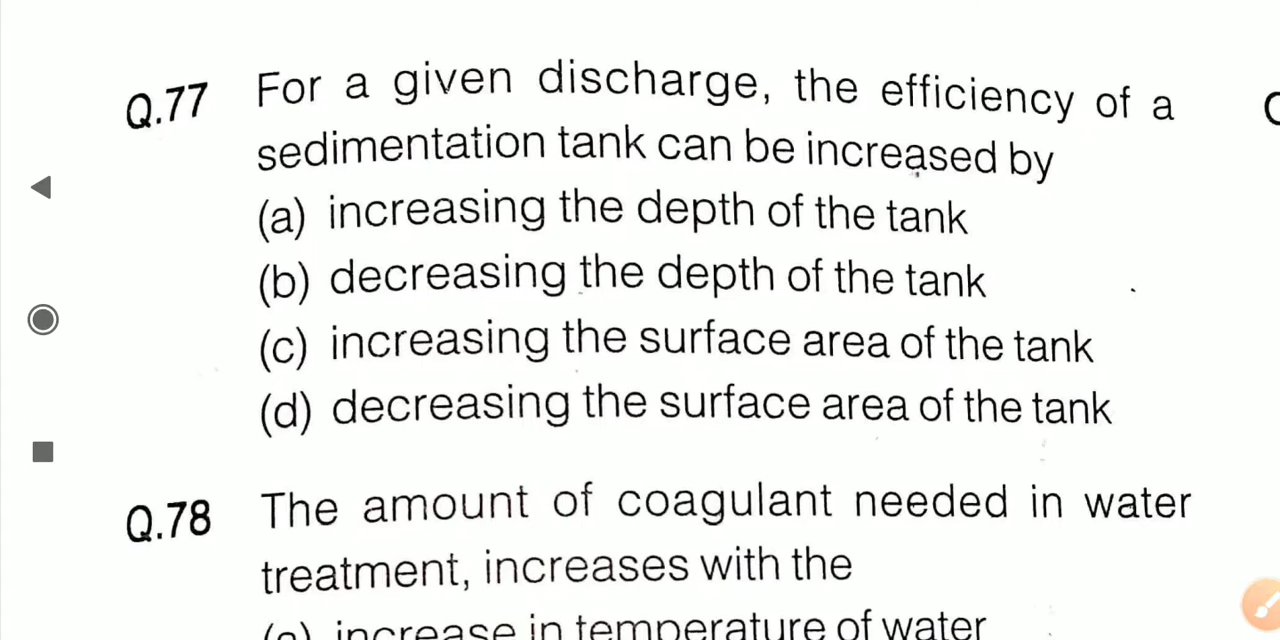 Q.77 For a given discharge, the efficiency of a
sedimentation tank can be increased by
(a) increasing the depth of the tank
(b) decreasing the depth of the tank
(c) increasing the surface area of the tank
(d) decreasing the surface area of the tank
Q.78 The amount of coagulant needed in water
treatment, increases with the
(a) increase in temperature of water